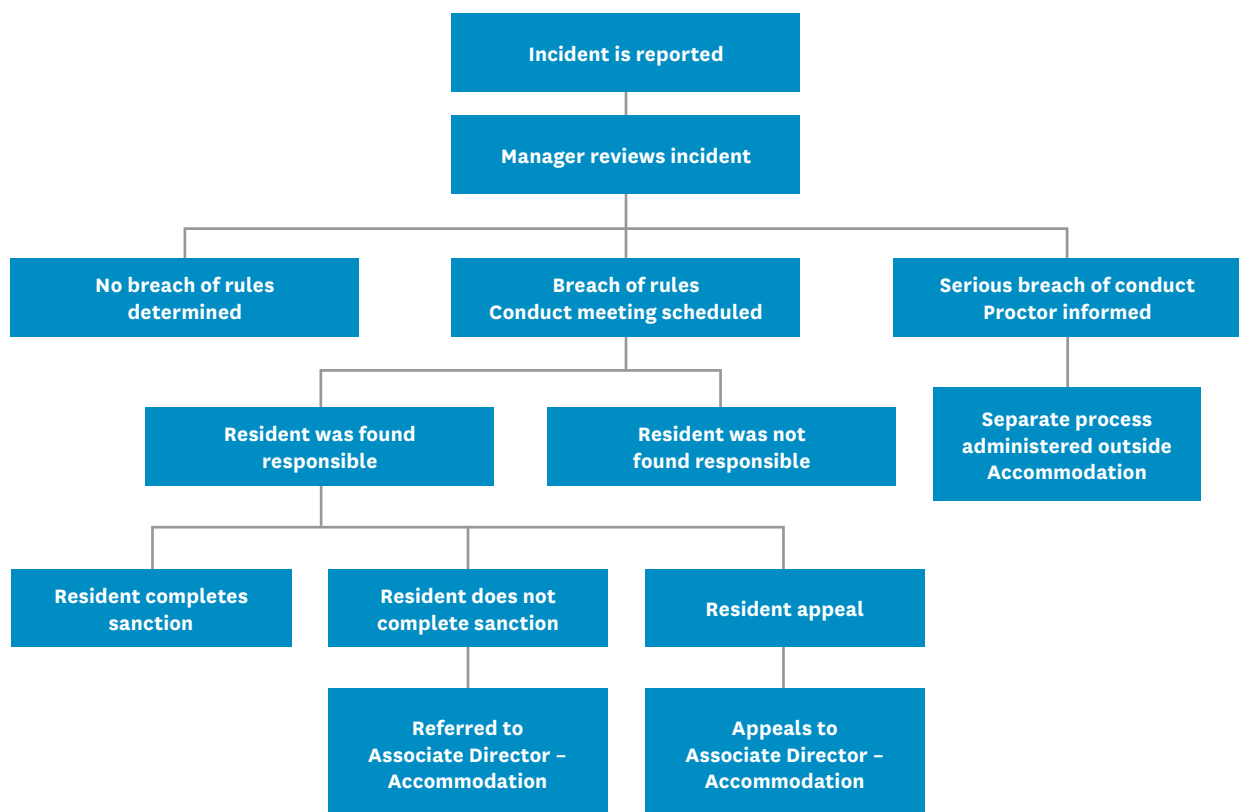 Incident is reported
Manager reviews incident
No breach of rules
determined
Breach of rules
Conduct meeting scheduled
Serious breach of conduct
Proctor informed
Resident was found
responsible
Resident was not
found responsible
Separate process
administered outside
Accommodation
Resident completes
sanction
Resident does not
complete sanction
Resident appeal
Referred to
Associate Director –
Accommodation
Appeals to
Associate Director –
Accommodation